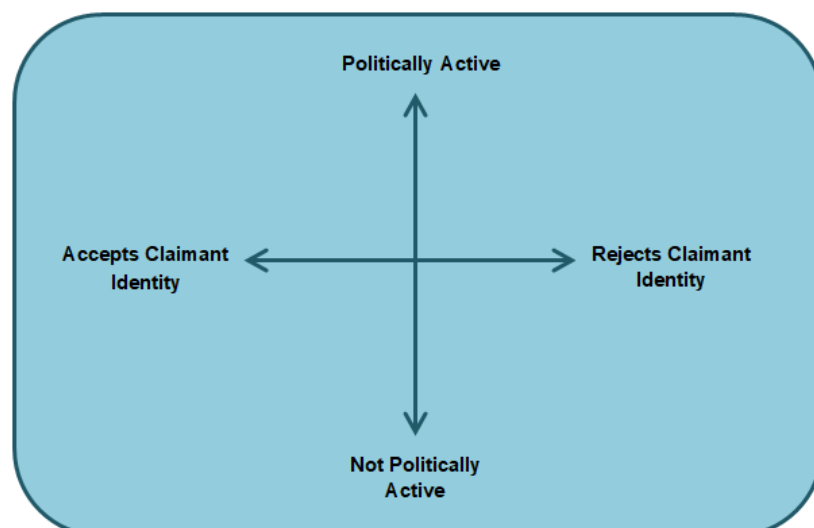 Politically Active
Accepts Claimant
Identity
Rejects Claimant
Identity
Not Politically
Active